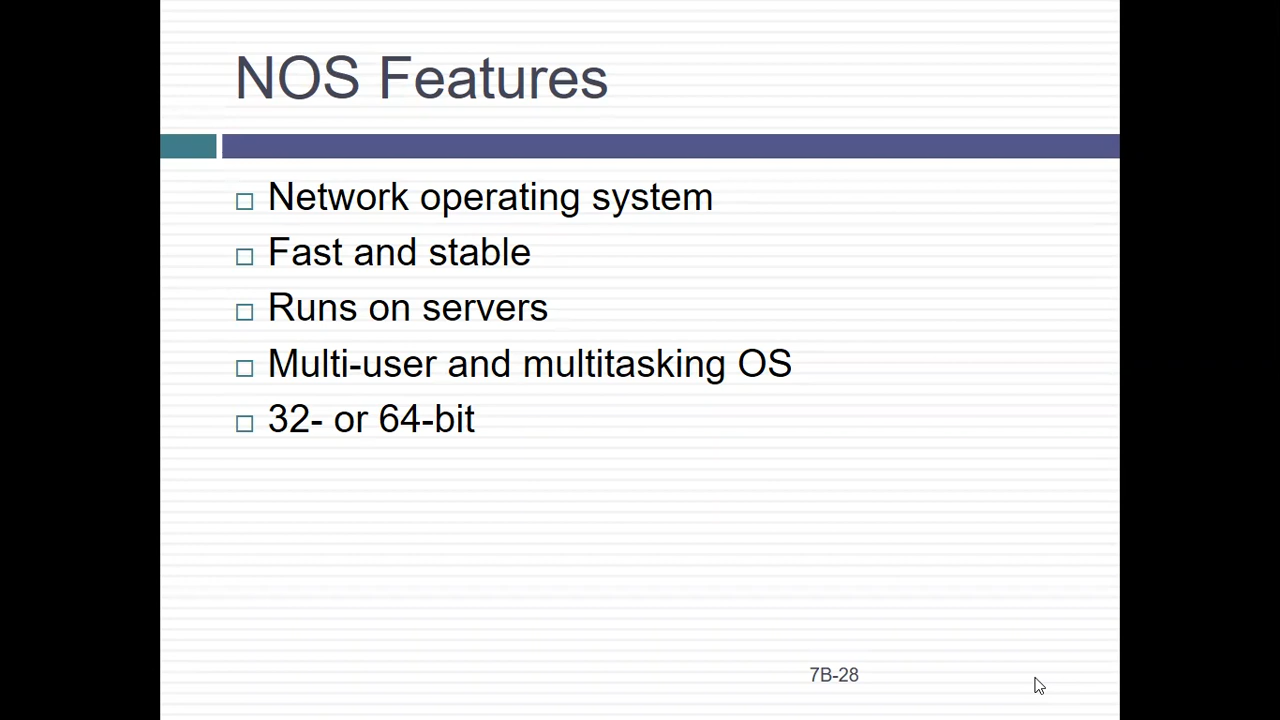 NOS Features
Network operating system
Fast and stable
Runs on servers
Multi-user and multitasking OS
32- or 64-bit
7B-28